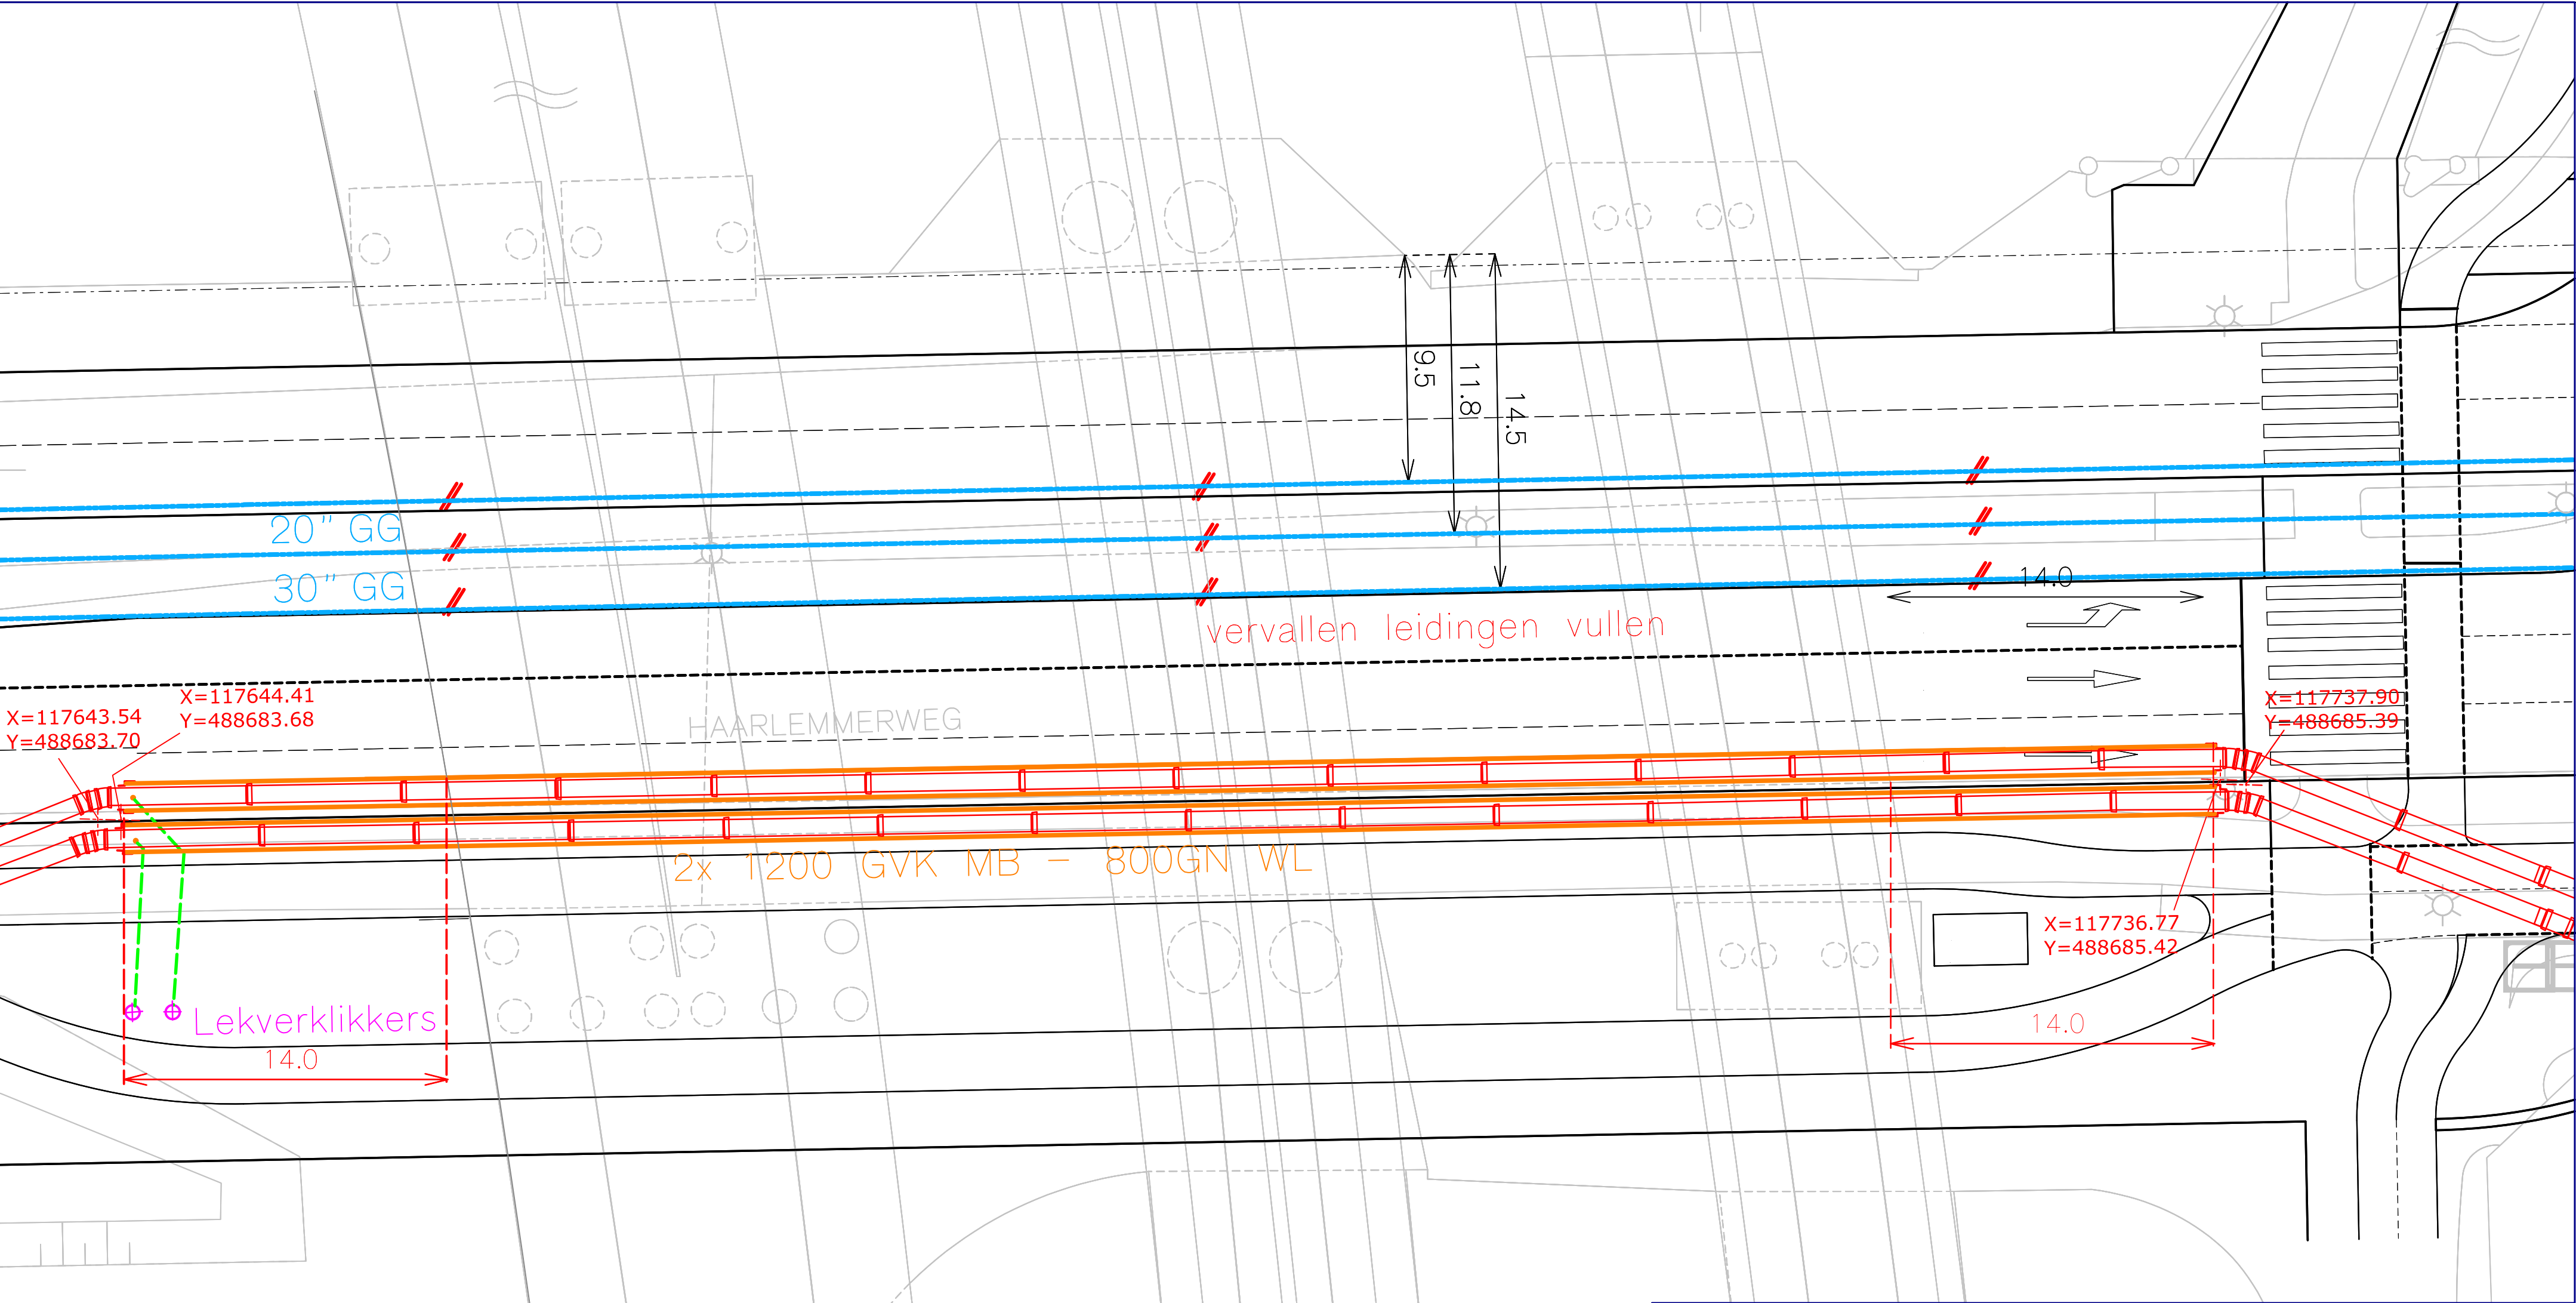 9.5
11.8
14.5
20" GG
30" GG
14.0
vervallen leidingen vullen
X=117644.41
Y=488683.68
X=117643.54
Y=488683.70
HAARLEMMERWEG
X=117737.90
Y=488685.39
2x 1200 GVK MB - 800GN WL
X=117736.77
Y=488685.42
Lekverklikkers
14.0
14.0